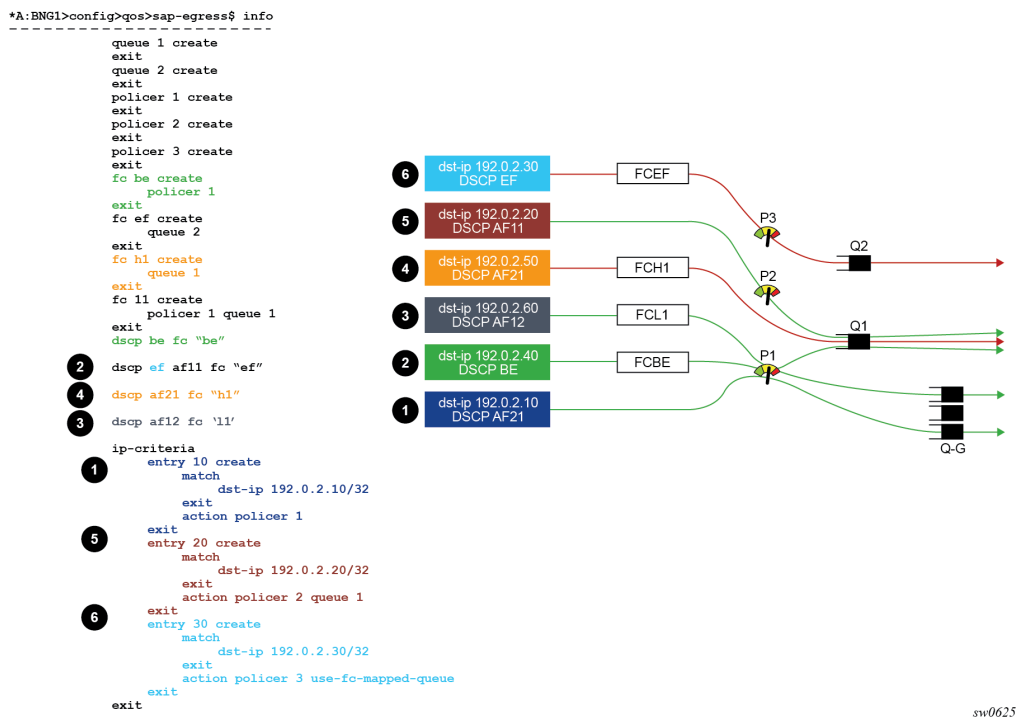 *A:BNG1>config>qos>sap-egress$ info
---------------------------
queue 1 create
exit
queue 2 create
exit
policer 1 create
exit
policer 2 create
exit
policer 3 create
exit
fc be create
policer 1
exit
fc ef create
queue 2
exit
fc h1 create
queue 1
exit
fc 11 create
policer 1 queue 1
exit
dscp be fc “be”
2 dscp ef af11 fc “ef”
4 dscp af21 fc “h1”
3 dscp af12 fc ‘l1’
ip-criteria
1 entry 10 create
match
dst-ip 192.0.2.10/32
exit
action policer 1
exit
5 entry 20 create
match
dst-ip 192.0.2.20/32
exit
action policer 2 queue 1
exit
6 entry 30 create
match
dst-ip 192.0.2.30/32
exit
action policer 3 use-fc-mapped-queue
exit
exit
6 dst-ip 192.0.2.30
DSCP EF
FCEF
5 dst-ip 192.0.2.20
DSCP AF11
4 dst-ip 192.0.2.50
DSCP AF21
FCH1
3 dst-ip 192.0.2.60
DSCP AF12
FCL1
2 dst-ip 192.0.2.40
DSCP BE
FCBE
1 dst-ip 192.0.2.10
DSCP AF21
P3
P2
P1
Q2
Q1
Q-G
sw0625